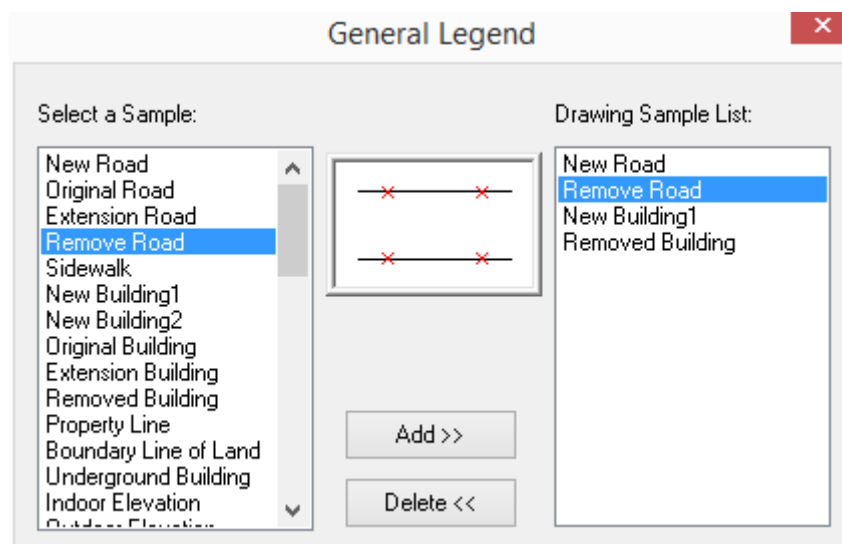 General Legend
Select a Sample:
New Road
Original Road
Extension Road
Remove Road
Sidewalk
New Building1
New Building2
Original Building
Extension Building
Removed Building
Property Line
Boundary Line of Land
Underground Building
Indoor Elevation
Outdoor Elevation
Add >>
Delete <<
Drawing Sample List:
New Road
Remove Road
New Building1
Removed Building